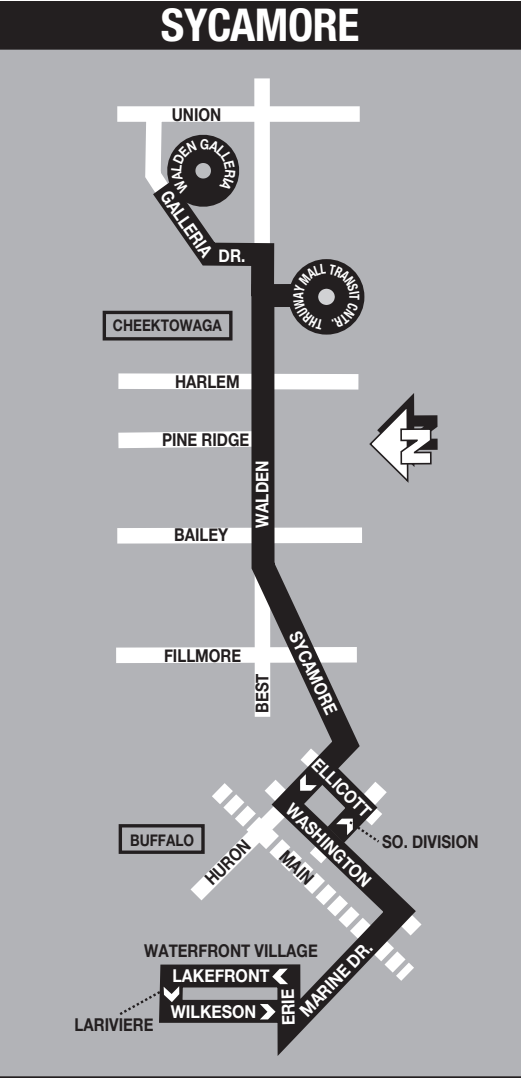 SYCAMORE
UNION
WALDEN GALLERIA
GALLERIA
DR.
THRUWAY MALL TRANSIT CNTR.
CHEEKTOWAGA
HARLEM
N
PINE RIDGE
WALDEN
BAILEY
SYCAMORE
FILLMORE
BEST
ELLICOTT
WASHINGTON
SO. DIVISION
BUFFALO
HURON
MAIN
WATERFRONT VILLAGE
MARINE DR.
LAKEFRONT
ERIE
WILKESON
LARIVIERE